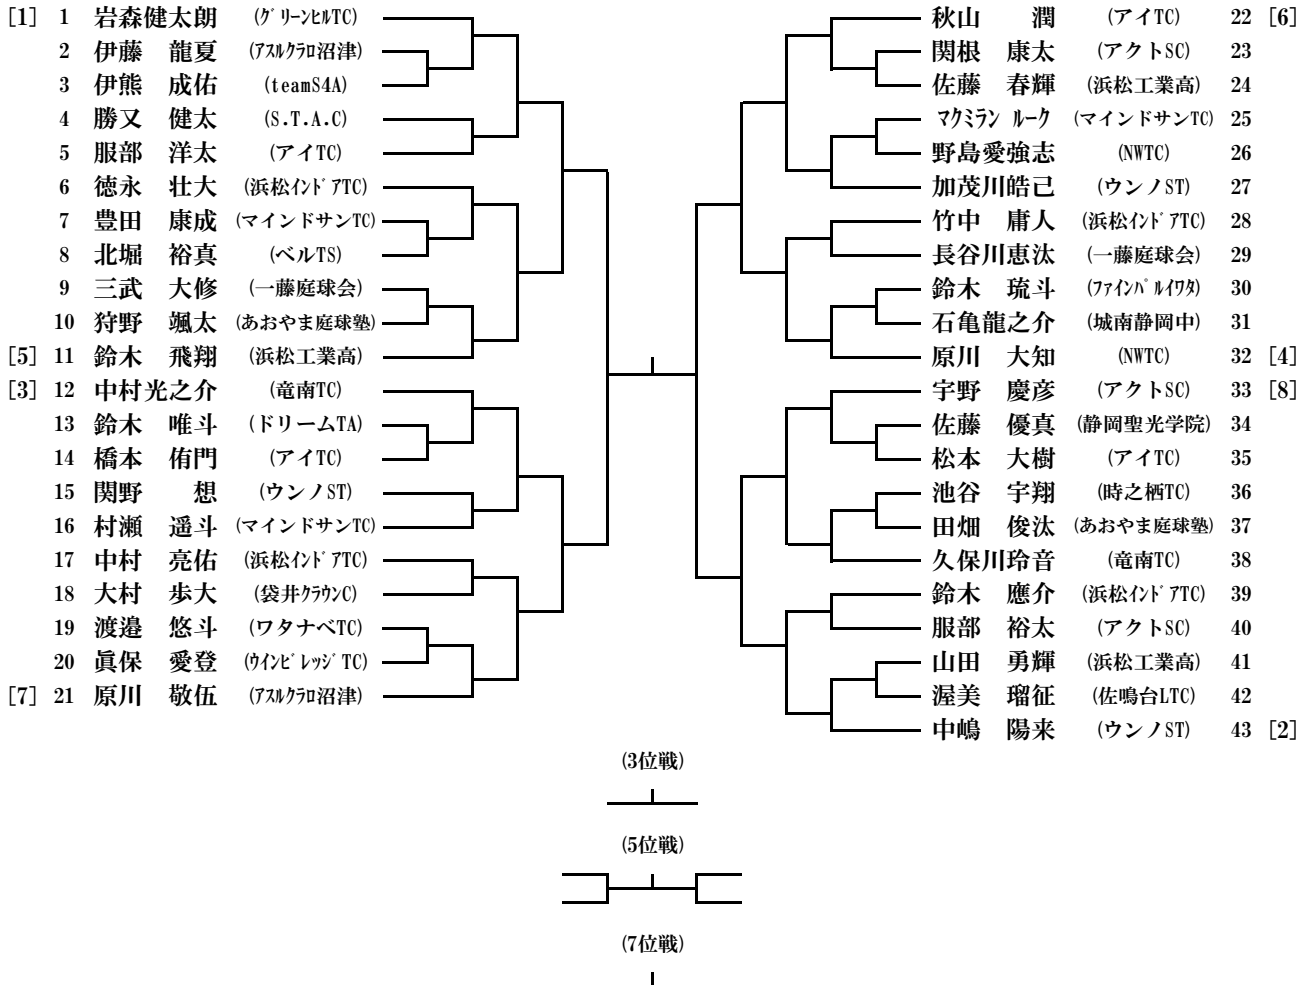 [1] 1 岩森健太朗 (グリーンヒルTC)
2 伊藤 龍夏 (アスルクラロ沼津)
3 伊熊 成佑 (teamS4A)
4 勝又 健太 (S.T.A.C)
5 服部 洋太 (アイTC)
6 徳永 壮大 (浜松インドアTC)
7 豊田 康成 (マインドサンTC)
8 北堀 裕真 (ベルTS)
9 三武 大修 (一藤庭球会)
10 狩野 颯太 (あおやま庭球塾)
[5] 11 鈴木 飛翔 (浜松工業高)
[3] 12 中村光之介 (竜南TC)
13 鈴木 唯斗 (ドリームTA)
14 橋本 侑門 (アイTC)
15 関野 想 (ウンノST)
16 村瀬 遥斗 (マインドサンTC)
17 中村 亮佑 (浜松インドアTC)
18 大村 歩大 (袋井クラウンC)
19 渡邉 悠斗 (ワタナベTC)
20 眞保 愛登 (ウインビレッジTC)
[7] 21 原川 敬伍 (アスルクラロ沼津)
秋山 潤 (アイTC) 22 [6]
関根 康太 (アクトSC) 23
佐藤 春輝 (浜松工業高) 24
マクミラン ルーク (マインドサンTC) 25
野島愛強志 (NWTC) 26
加茂川皓己 (ウンノST) 27
竹中 庸人 (浜松インドアTC) 28
長谷川恵汰 (一藤庭球会) 29
鈴木 琉斗 (ファインパルイワタ) 30
石亀龍之介 (城南静岡中) 31
原川 大知 (NWTC) 32 [4]
宇野 慶彦 (アクトSC) 33 [8]
佐藤 優真 (静岡聖光学院) 34
松本 大樹 (アイTC) 35
池谷 宇翔 (時之栖TC) 36
田畑 俊汰 (あおやま庭球塾) 37
久保川玲音 (竜南TC) 38
鈴木 應介 (浜松インドアTC) 39
服部 裕太 (アクトSC) 40
山田 勇輝 (浜松工業高) 41
渥美 瑠征 (佐鳴台LTC) 42
中嶋 陽来 (ウンノST) 43 [2]
(3位戦)
(5位戦)
(7位戦)